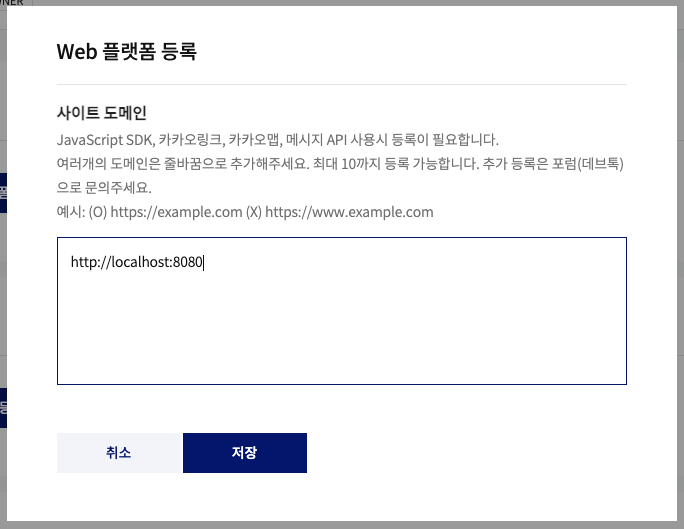 Web 플랫폼 등록
사이트 도메인
JavaScript SDK, 카카오링크, 카카오맵, 메시지 API 사용시 등록이 필요합니다.
여러개의 도메인은 줄바꿈으로 추가해주세요. 최대 10까지 등록 가능합니다. 추가 등록은 포럼(데브톡)
으로 문의주세요.
예시: (O) https://example.com (X) https://www.example.com
http://localhost:8080
취소 저장